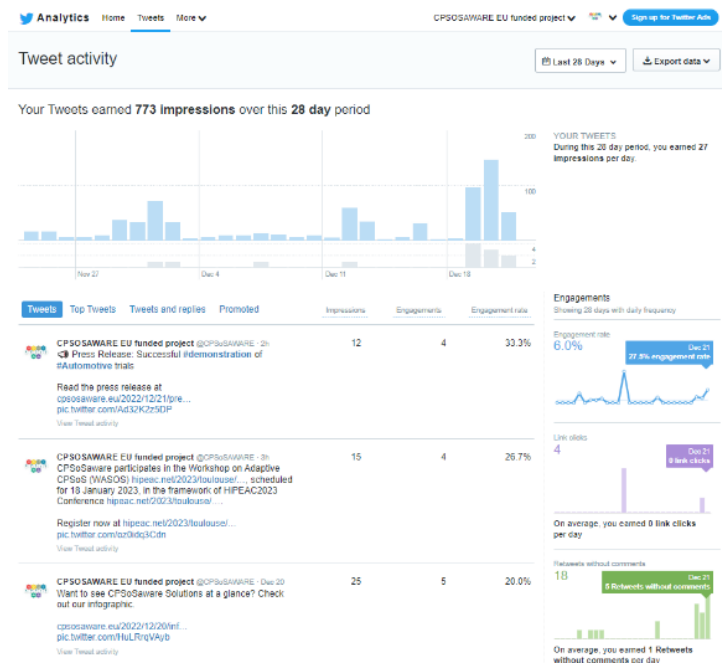 Analytics Home Tweets More
CPSOSAWARE EU funded project
Sign up for Twitter Ads
Tweet activity
Last 28 Days
Export data
Your Tweets earned 773 impressions over this 28 day period
200
100
4
2
Nov 27
Dec 4
Dec 11
Dec 18
YOUR TWEETS
During this 28 day period, you earned 27
impressions per day.
Tweets Top Tweets Tweets and replies Promoted
Impressions Engagements Engagement rate
CPSOSAWARE EU funded project @CPSoSAWARE · 2h
Press Release: Successful #demonstration of
#Automotive trials
Read the press release at
cpsosaware.eu/2022/12/21/pre…
pic.twitter.com/Ad32K2z5DP
View Tweet activity
12 4 33.3%
CPSOSAWARE EU funded project @CPSoSAWARE · 3h
CPSoSaware participates in the Workshop on Adaptive
CPSoS (WASOS) hipeac.net/2023/toulouse/…, scheduled
for 18 January 2023, in the framework of HIPEAC2023
Conference hipeac.net/2023/toulouse/…
Register now at hipeac.net/2023/toulouse/…
pic.twitter.com/oz0idq3Cdn
View Tweet activity
15 4 26.7%
CPSOSAWARE EU funded project @CPSoSAWARE · Dec 20
Want to see CPSoSaware Solutions at a glance? Check
out our infographic.
cpsosaware.eu/2022/12/20/inf…
pic.twitter.com/HuLRrqVAyb
View Tweet activity
25 5 20.0%
Engagements
Showing 28 days with daily frequency
Engagement rate
6.0%
Dec 21
27.5% engagement rate
Link clicks
4
Dec 21
0 link clicks
On average, you earned 0 link clicks
per day
Retweets without comments
18
Dec 21
5 Retweets without comments
On average, you earned 1 Retweets
without comments per day